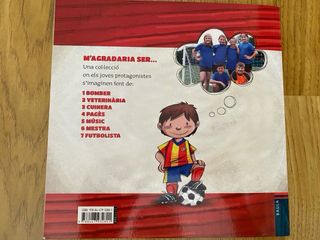 M'AGRADARIA SER...
Una col·lecció
on els joves protagonistes
s'imaginen fent de:
1 BOMBER
2 VETERINÀRIA
3 CUINERA
4 PAGÈS
5 MÚSIC
6 MESTRA
7 FUTBOLISTA
BAULA